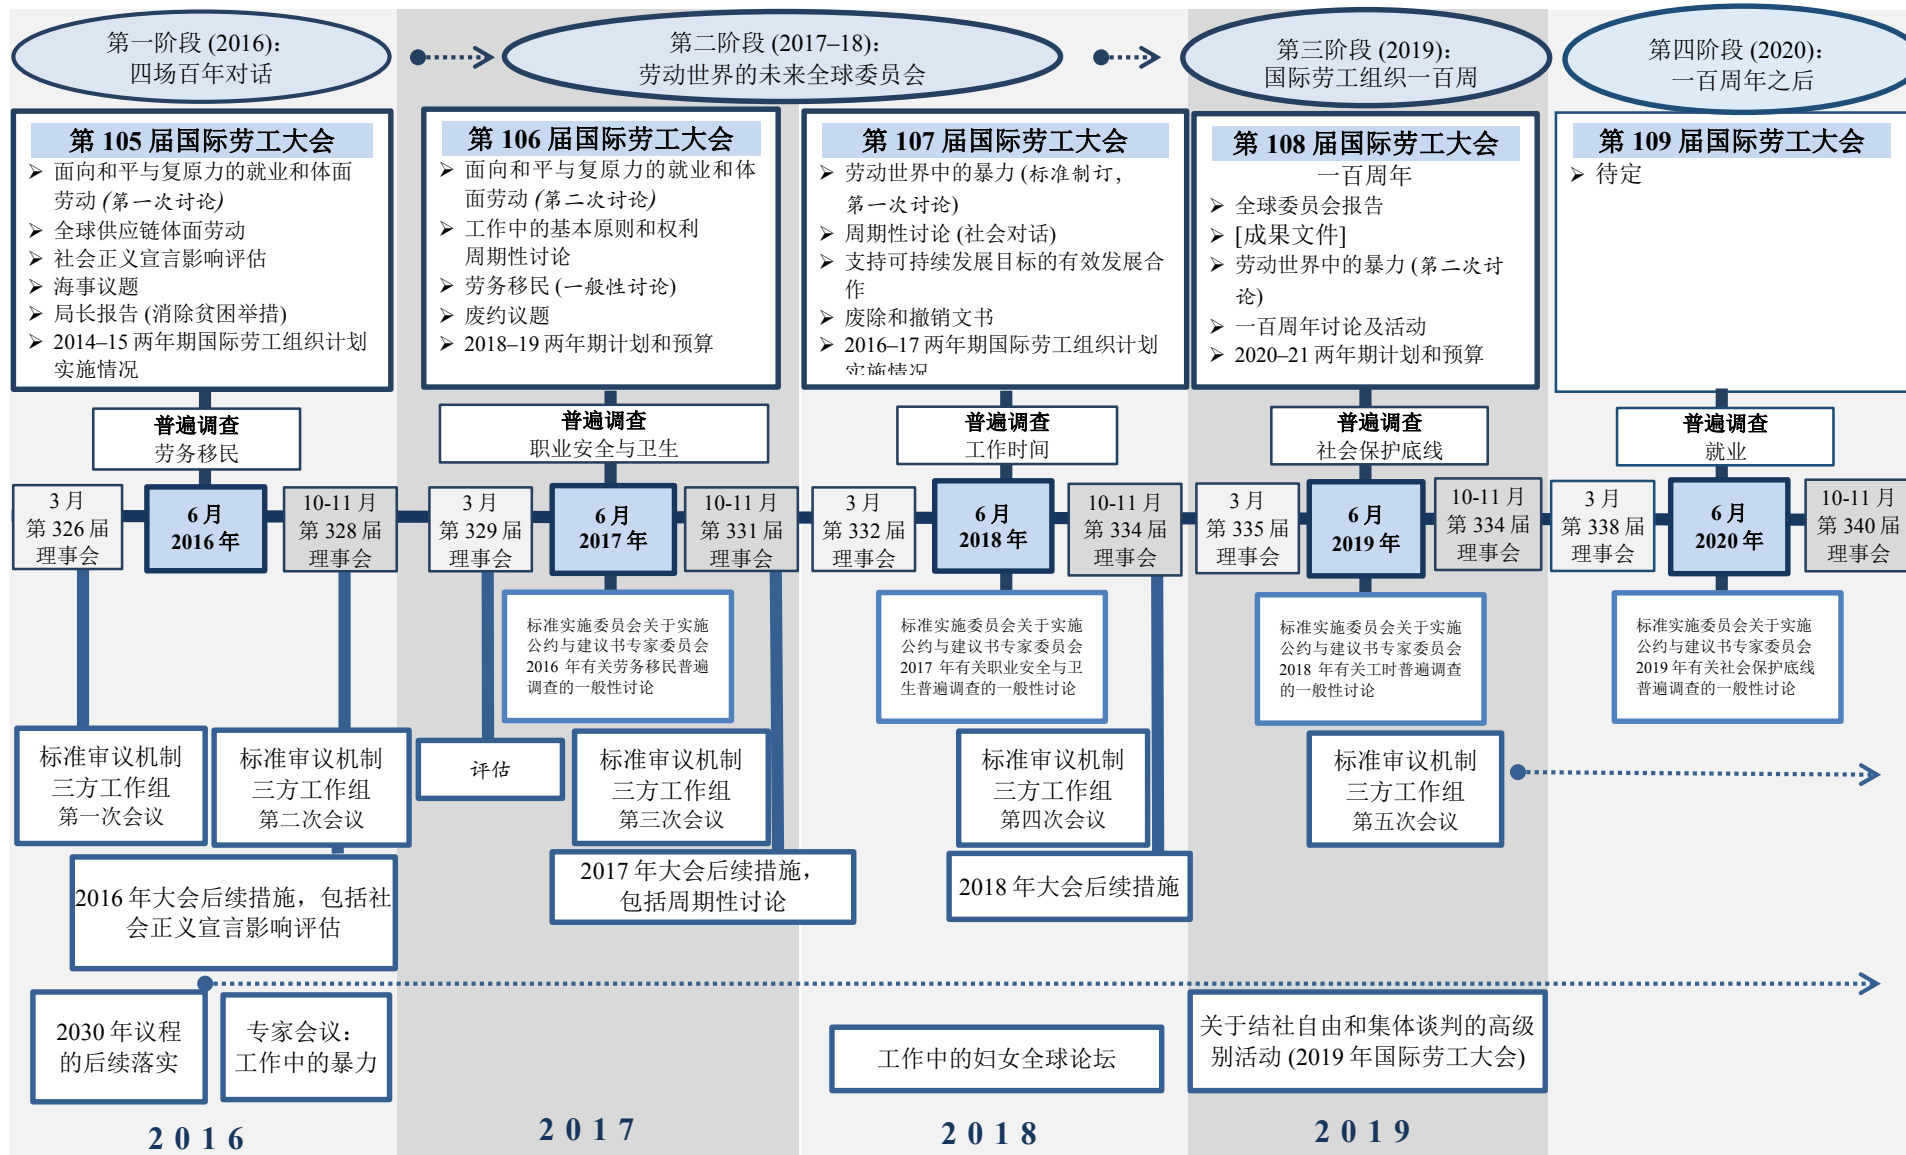 第一阶段 (2016)：
四场百年对话
第二阶段 (2017–18)：
劳动世界的未来全球委员会
第三阶段 (2019)：
国际劳工组织一百周
第四阶段 (2020)：
一百周年之后
第 105 届国际劳工大会
➢ 面向和平与复原力的就业和体面
劳动 (第一次讨论)
➢ 全球供应链体面劳动
➢ 社会正义宣言影响评估
➢ 海事议题
➢ 局长报告 (消除贫困举措)
➢ 2014–15 两年期国际劳工组织计划
实施情况
第 106 届国际劳工大会
➢ 面向和平与复原力的就业和体
面劳动 (第二次讨论)
➢ 工作中的基本原则和权利
周期性讨论
➢ 劳务移民 (一般性讨论)
➢ 废约议题
➢ 2018–19 两年期计划和预算
第 107 届国际劳工大会
➢ 劳动世界中的暴力 (标准制订，
第一次讨论)
➢ 周期性讨论 (社会对话)
➢ 支持可持续发展目标的有效发展合
作
➢ 废除和撤销文书
➢ 2016–17 两年期国际劳工组织计划
实施情况
第 108 届国际劳工大会
一百周年
➢ 全球委员会报告
➢ [成果文件]
➢ 劳动世界中的暴力 (第二次讨
论)
➢ 一百周年讨论及活动
➢ 2020–21 两年期计划和预算
第 109 届国际劳工大会
➢ 待定
普遍调查
劳务移民
普遍调查
职业安全与卫生
普遍调查
工作时间
普遍调查
社会保护底线
普遍调查
就业
3 月
第 326 届
理事会
6 月
2016 年
10-11 月
第 328 届
理事会
3 月
第 329 届
理事会
6 月
2017 年
10-11 月
第 331 届
理事会
3 月
第 332 届
理事会
6 月
2018 年
10-11 月
第 334 届
理事会
3 月
第 335 届
理事会
6 月
2019 年
10-11 月
第 334 届
理事会
3 月
第 338 届
理事会
6 月
2020 年
10-11 月
第 340 届
理事会
标准实施委员会关于实施
公约与建议书专家委员会
2016 年有关劳务移民普遍
调查的一般性讨论
标准实施委员会关于实施
公约与建议书专家委员会
2017 年有关职业安全与卫
生普遍调查的一般性讨论
标准实施委员会关于实施
公约与建议书专家委员会
2018 年有关工时普遍调查
的一般性讨论
标准实施委员会关于实施
公约与建议书专家委员会
2019 年有关社会保护底线
普遍调查的一般性讨论
标准审议机制
三方工作组
第一次会议
标准审议机制
三方工作组
第二次会议
评估
标准审议机制
三方工作组
第三次会议
标准审议机制
三方工作组
第四次会议
标准审议机制
三方工作组
第五次会议
2016 年大会后续措施，包括社
会正义宣言影响评估
2017 年大会后续措施，
包括周期性讨论
2018 年大会后续措施
2030 年议程
的后续落实
专家会议：
工作中的暴力
工作中的妇女全球论坛
关于结社自由和集体谈判的高级
别活动 (2019 年国际劳工大会)
2016
2017
2018
2019